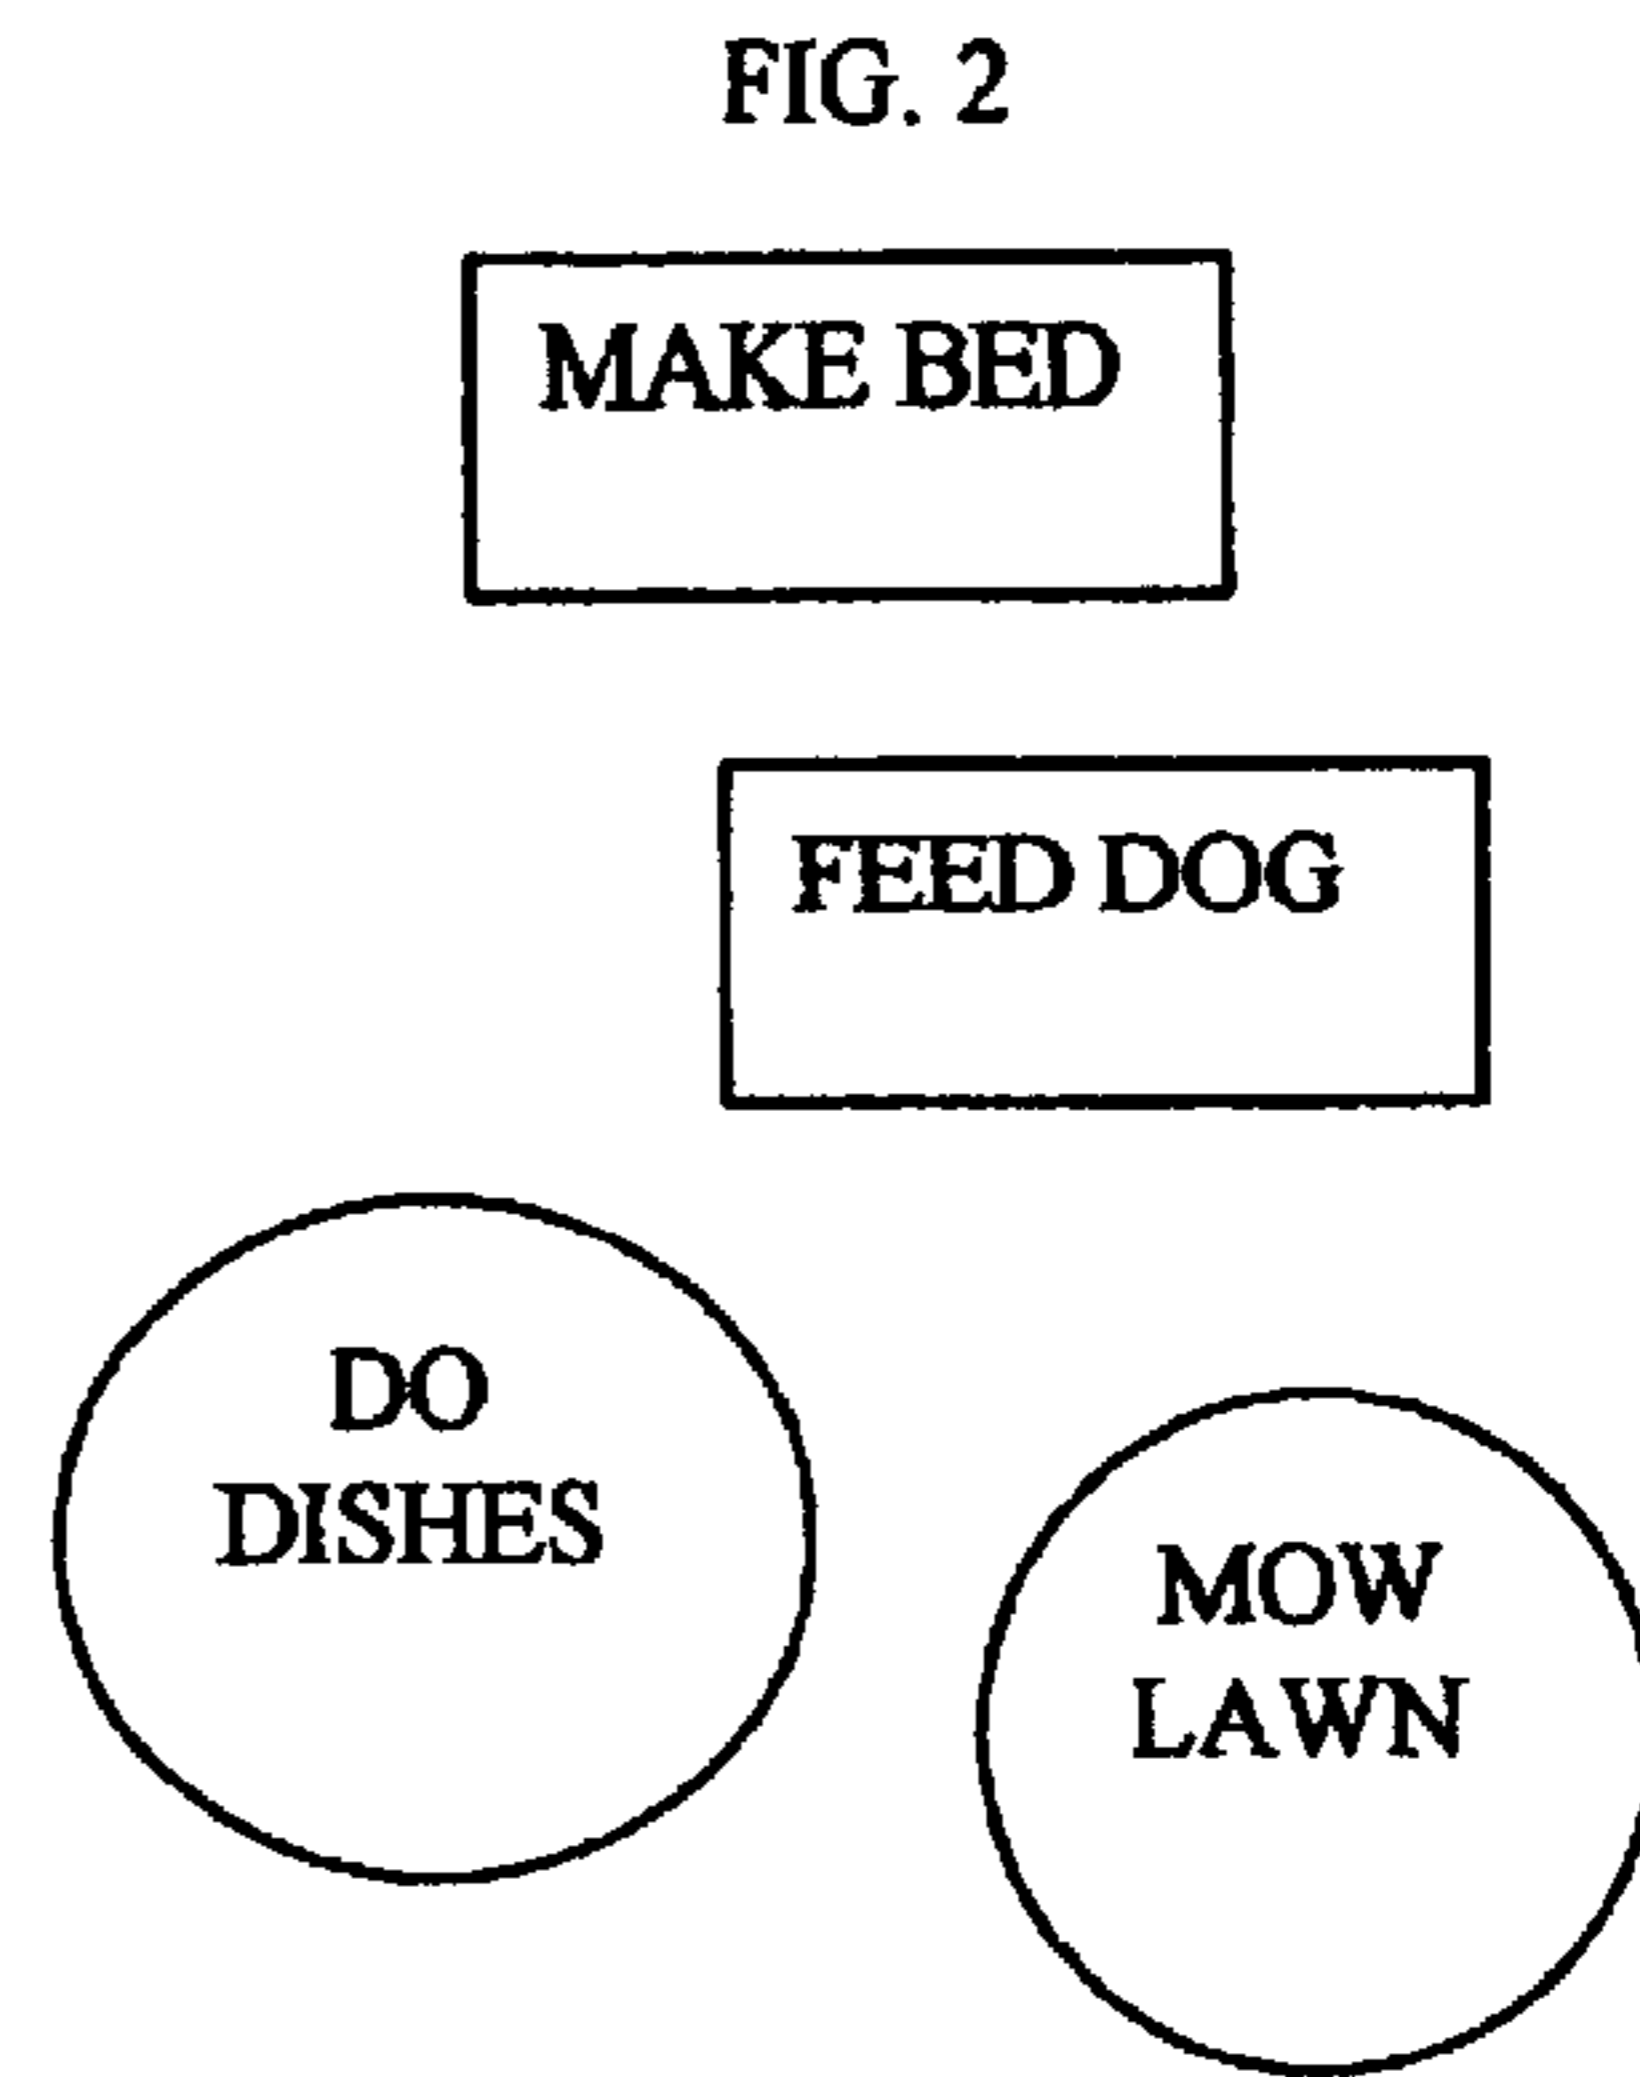 FIG. 2
MAKE BED
FEED DOG
DO
DISHES
MOW
LAWN